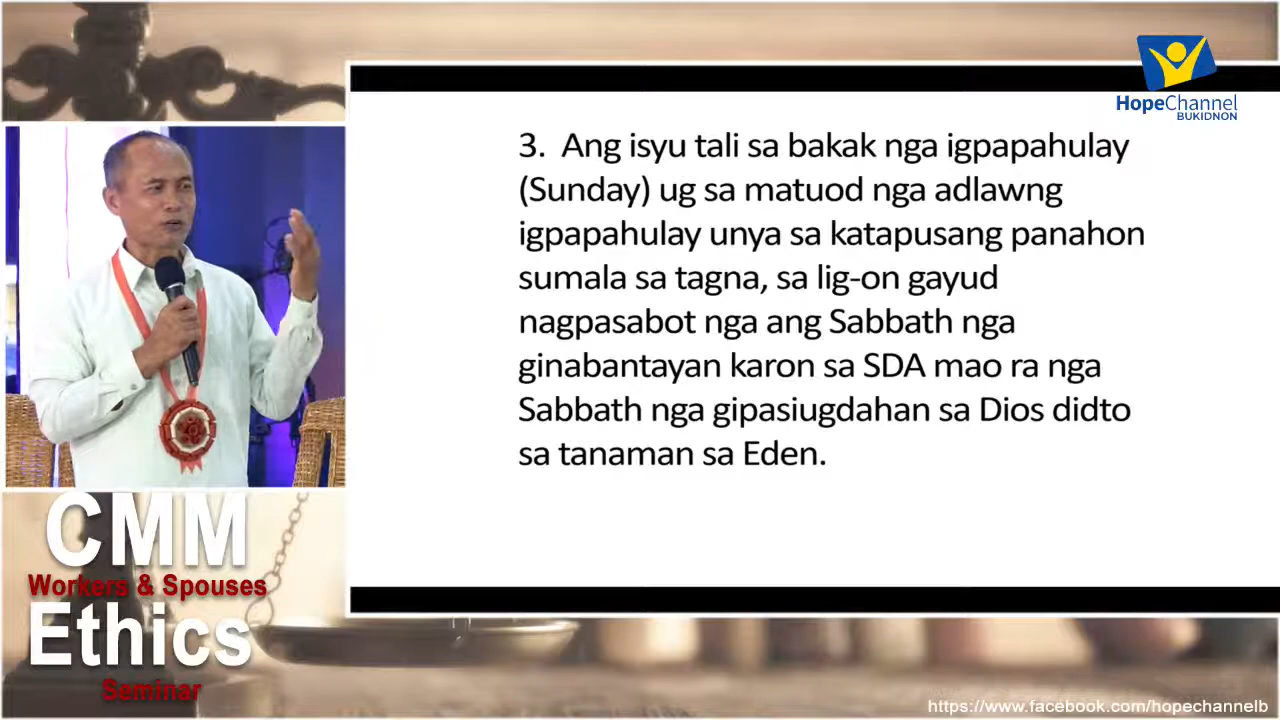 HopeChannel
BUKIDNON
3. Ang isyu tali sa bakak nga igpapahulay
(Sunday) ug sa matuod nga adlawng
igpapahulay unya sa katapusang panahon
sumala sa tagna, sa lig-on gayud
nagpasabot nga ang Sabbath nga
ginabantayan karon sa SDA mao ra nga
Sabbath nga gipasiugdahan sa Dios didto
sa tanaman sa Eden.
CMM
Workers & Spouses
Ethics
Seminar
https://www.facebook.com/hopechannelb